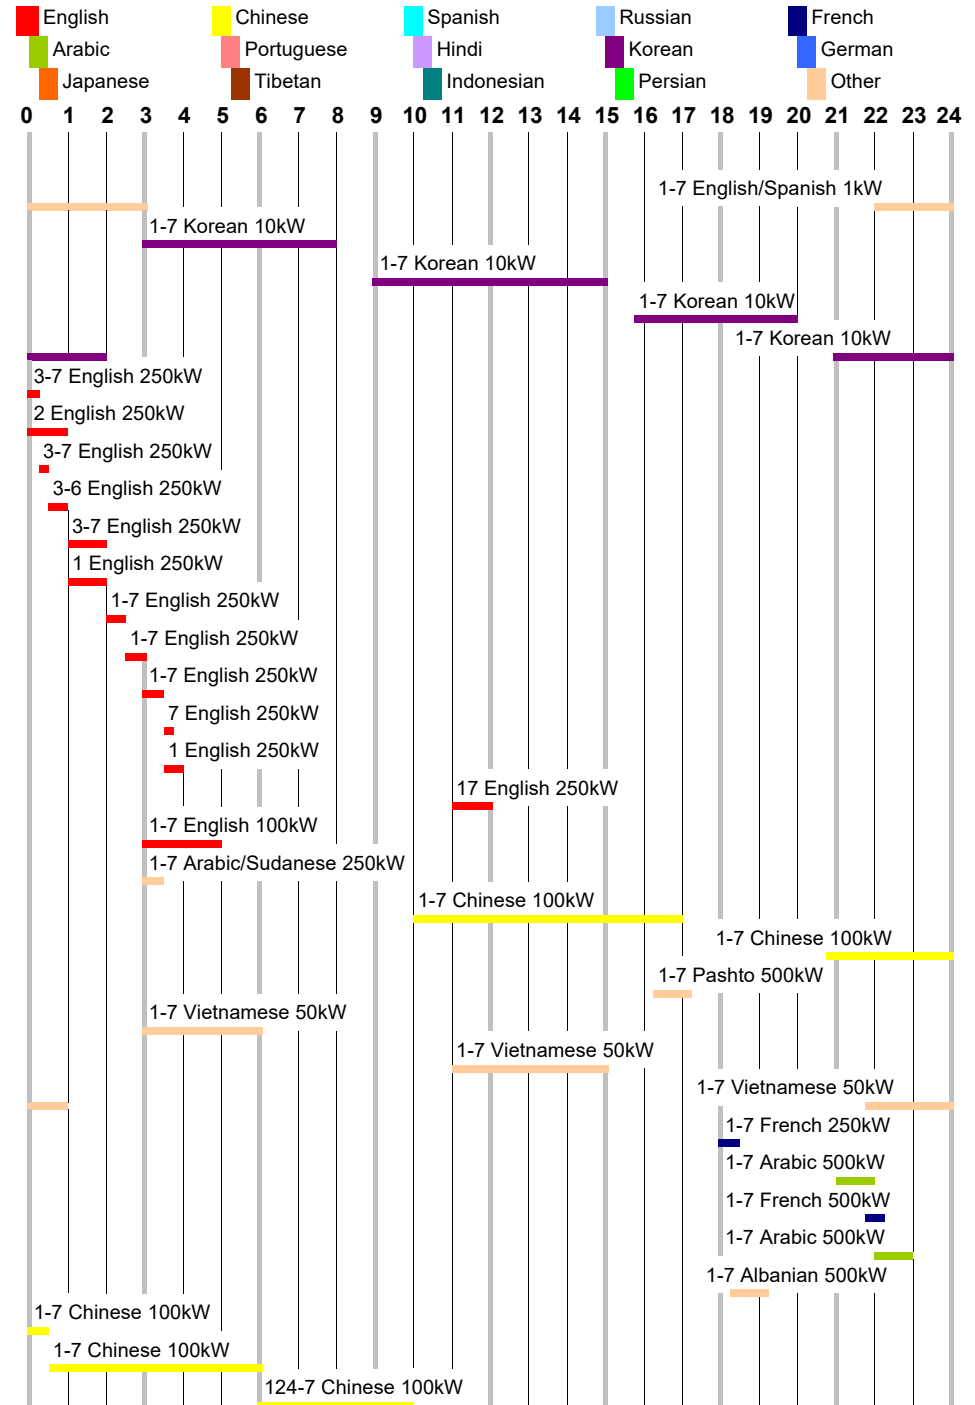 English Chinese Spanish Russian French
Arabic Portuguese Hindi Korean German
Japanese Tibetan Indonesian Persian Other
0 1 2 3 4 5 6 7 8 9 10 11 12 13 14 15 16 17 18 19 20 21 22 23 24
1-7 English/Spanish 1kW
1-7 Korean 10kW
1-7 Korean 10kW
1-7 Korean 10kW
1-7 Korean 10kW
3-7 English 250kW
2 English 250kW
3-7 English 250kW
3-6 English 250kW
3-7 English 250kW
1 English 250kW
1-7 English 250kW
1-7 English 250kW
1-7 English 250kW
7 English 250kW
1 English 250kW
17 English 250kW
1-7 English 100kW
1-7 Arabic/Sudanese 250kW
1-7 Chinese 100kW
1-7 Chinese 100kW
1-7 Pashto 500kW
1-7 Vietnamese 50kW
1-7 Vietnamese 50kW
1-7 Vietnamese 50kW
1-7 French 250kW
1-7 Arabic 500kW
1-7 French 500kW
1-7 Arabic 500kW
1-7 Albanian 500kW
1-7 Chinese 100kW
1-7 Chinese 100kW
124-7 Chinese 100kW